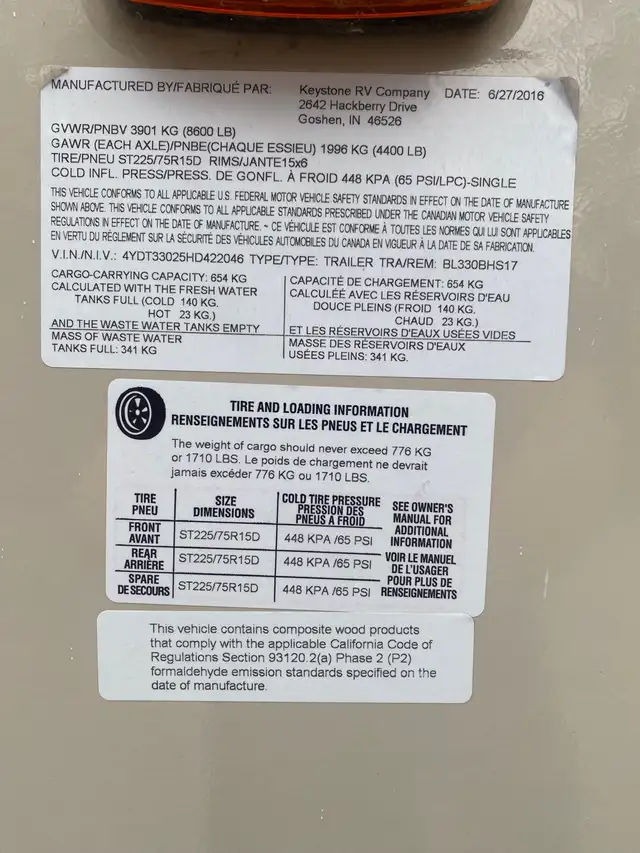 MANUFACTURED BY/FABRIQUÉ PAR: Keystone RV Company DATE: 6/27/2016
2642 Hackberry Drive
Goshen, IN 46526
GVWR/PNBV 3901 KG (8600 LB)
GAWR (EACH AXLE)/PNBE(CHAQUE ESSIEU) 1996 KG (4400 LB)
TIRE/PNEU ST225/75R15D RIMS/JANTE15x6
COLD INFL. PRESS/PRESS. DE GONFL. À FROID 448 KPA (65 PSI/LPC)-SINGLE
THIS VEHICLE CONFORMS TO ALL APPLICABLE U.S. FEDERAL MOTOR VEHICLE SAFETY STANDARDS IN EFFECT ON THE DATE OF MANUFACTURE
SHOWN ABOVE. THIS VEHICLE CONFORMS TO ALL APPLICABLE STANDARDS PRESCRIBED UNDER THE CANADIAN MOTOR VEHICLE SAFETY
REGULATIONS IN EFFECT ON THE DATE OF MANUFACTURE. ~ CE VÉHICULE EST CONFORME À TOUTES LES NORMES QUI LUI SONT APPLICABLES
EN VERTU DU RÈGLEMENT SUR LA SÉCURITÉ DES VÉHICULES AUTOMOBILES DU CANADA EN VIGUEUR À LA DATE DE SA FABRICATION.
V.I.N./N.I.V.: 4YDT33025HD422046 TYPE/TYPE: TRAILER TRA/REM: BL330BHS17
CARGO-CARRYING CAPACITY: 654 KG
CALCULATED WITH THE FRESH WATER
TANKS FULL (COLD 140 KG.
HOT 23 KG.)
AND THE WASTE WATER TANKS EMPTY
MASS OF WASTE WATER
TANKS FULL: 341 KG
CAPACITÉ DE CHARGEMENT: 654 KG
CALCULÉE AVEC LES RÉSERVOIRS D'EAU
DOUCE PLEINS (FROID 140 KG.
CHAUD 23 KG.)
ET LES RÉSERVOIRS D'EAUX USÉES VIDES
MASSE DES RÉSERVOIRS D'EAUX
USÉES PLEINS: 341 KG.
TIRE AND LOADING INFORMATION
RENSEIGNEMENTS SUR LES PNEUS ET LE CHARGEMENT
The weight of cargo should never exceed 776 KG
or 1710 LBS. Le poids de chargement ne devrait
jamais excéder 776 KG ou 1710 LBS.
TIRE
PNEU
SIZE
DIMENSIONS
COLD TIRE PRESSURE
PRESSION DES
PNEUS A FROID
FRONT
AVANT
ST225/75R15D
448 KPA /65 PSI
REAR
ARRIÈRE
ST225/75R15D
448 KPA /65 PSI
SPARE
DE SECOURS
ST225/75R15D
448 KPA /65 PSI
SEE OWNER'S
MANUAL FOR
ADDITIONAL
INFORMATION
VOIR LE MANUEL
DE L'USAGER
POUR PLUS DE
RENSEIGNEMENTS
This vehicle contains composite wood products
that comply with the applicable California Code of
Regulations Section 93120.2(a) Phase 2 (P2)
formaldehyde emission standards specified on the
date of manufacture.